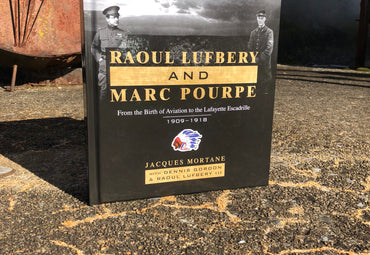 RAOUL LUFBERY
AND
MARC POURPE
From the Birth of Aviation to the Lafayette Escadrille
1909–1918
JACQUES MORTANE
WITH DENNIS GORDON
& RAOUL LUFBERY III